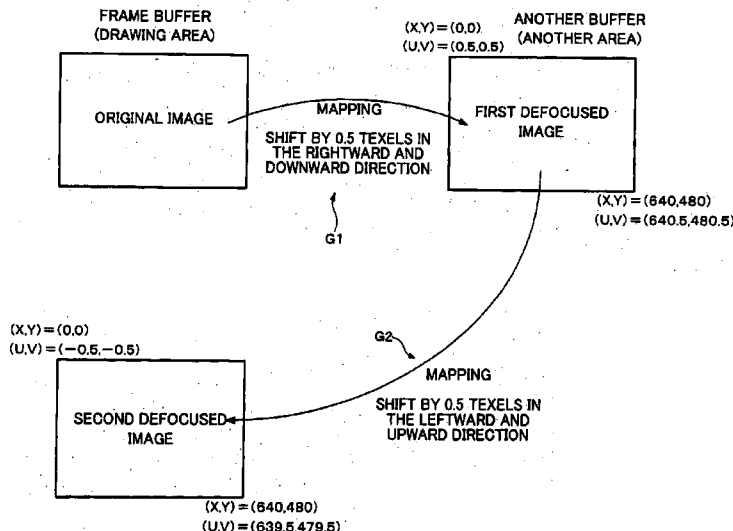 FRAME BUFFER
(DRAWING AREA)
(X,Y)=(0,0)
(U,V)=(0.5,0.5)
ANOTHER BUFFER
(ANOTHER AREA)
ORIGINAL IMAGE
MAPPING
SHIFT BY 0.5 TEXELS IN
THE RIGHTWARD AND
DOWNWARD DIRECTION
G1
FIRST DEFOCUSED
IMAGE
(X,Y)=(640,480)
(U,V)=(640.5,480.5)
(X,Y)=(0,0)
(U,V)=(-0.5,-0.5)
G2
MAPPING
SHIFT BY 0.5 TEXELS IN
THE LEFTWARD AND
UPWARD DIRECTION
SECOND DEFOCUSED
IMAGE
(X,Y)=(640,480)
(U,V)=(639.5,479.5)